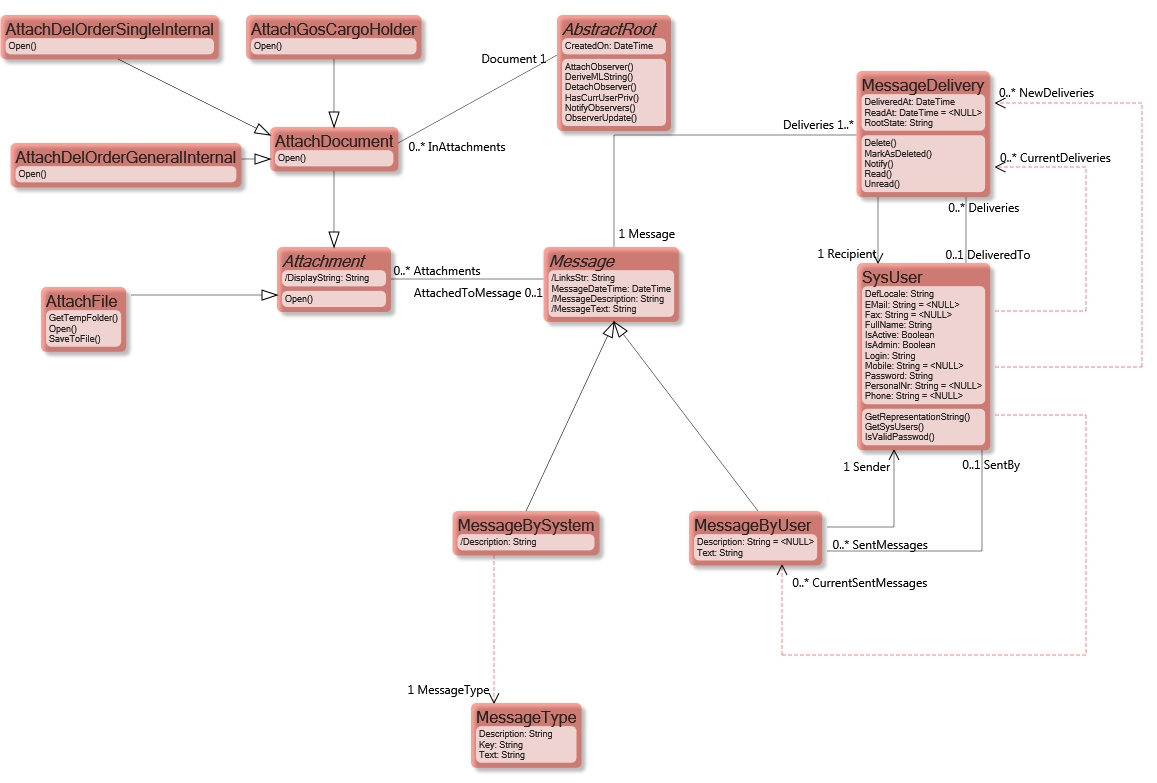 AttachDelOrderSingleInternal
Open()
AttachGosCargoHolder
Open()
AbstractRoot
CreatedOn: DateTime
AttachObserver()
DeriveMLString()
DetachObserver()
HasCurrUserPriv()
NotifyObservers()
ObserverUpdate()
Document 1
0..* InAttachments
AttachDocument
Open()
AttachDelOrderGeneralInternal
Open()
MessageDelivery
DeliveredAt: DateTime
ReadAt: DateTime = <NULL>
RootState: String
Delete()
MarkAsDeleted()
Notify()
Read()
Unread()
0..* NewDeliveries
0..* CurrentDeliveries
Deliveries 1..*
0..* Deliveries
1 Message
1 Recipient
0..1 DeliveredTo
Attachment
/DisplayString: String
Open()
0..* Attachments
AttachedToMessage 0..1
Message
/LinksStr: String
MessageDateTime: DateTime
/MessageDescription: String
/MessageText: String
AttachFile
GetTempFolder()
Open()
SaveToFile()
SysUser
DefLocale: String
EMail: String = <NULL>
Fax: String = <NULL>
FullName: String
IsActive: Boolean
IsAdmin: Boolean
Login: String
Mobile: String = <NULL>
Password: String
PersonalNr: String = <NULL>
Phone: String = <NULL>
GetRepresentationString()
GetSysUsers()
IsValidPasswod()
1 Sender
0..1 SentBy
MessageBySystem
/Description: String
MessageByUser
Description: String = <NULL>
Text: String
0..* SentMessages
0..* CurrentSentMessages
1 MessageType
MessageType
Description: String
Key: String
Text: String